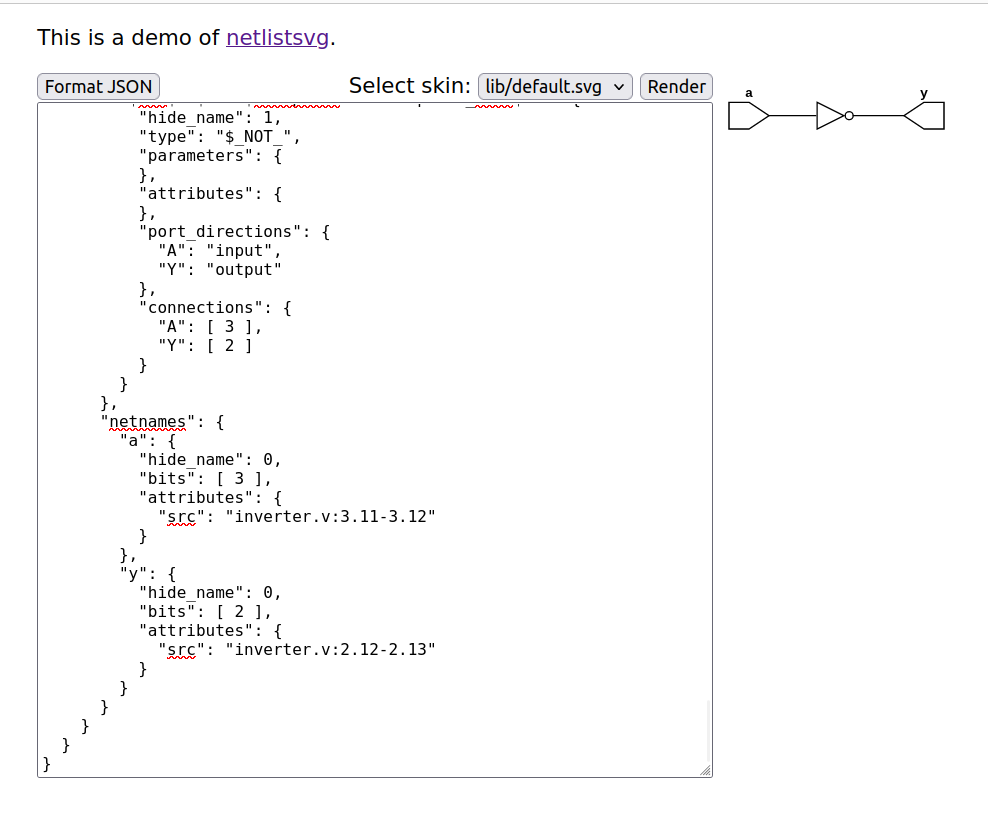 This is a demo of netlistsvg.
Format JSON Select skin: lib/default.svg Render
"hide_name": 1,
"type": "$_NOT_",
"parameters": {
},
"attributes": {
},
"port_directions": {
"A": "input",
"Y": "output"
},
"connections": {
"A": [ 3 ],
"Y": [ 2 ]
}
}
},
"netnames": {
"a": {
"hide_name": 0,
"bits": [ 3 ],
"attributes": {
"src": "inverter.v:3.11-3.12"
}
},
"y": {
"hide_name": 0,
"bits": [ 2 ],
"attributes": {
"src": "inverter.v:2.12-2.13"
}
}
}
}
}
}
a y